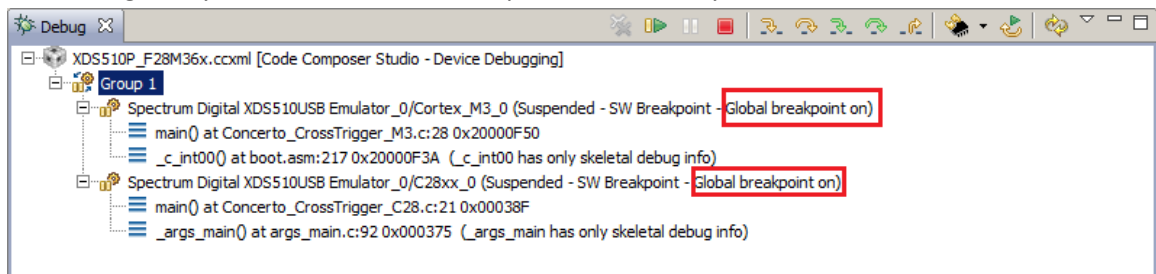 Debug
XDS510P_F28M36x.ccxml [Code Composer Studio - Device Debugging]
Group 1
Spectrum Digital XDS510USB Emulator_0/Cortex_M3_0 (Suspended - SW Breakpoint - Global breakpoint on)
main() at Concerto_CrossTrigger_M3.c:28 0x20000F50
_c_int00() at boot.asm:217 0x20000F3A (_c_int00 has only skeletal debug info)
Spectrum Digital XDS510USB Emulator_0/C28xx_0 (Suspended - SW Breakpoint - Global breakpoint on)
main() at Concerto_CrossTrigger_C28.c:21 0x00038F
_args_main() at args_main.c:92 0x000375 (_args_main has only skeletal debug info)